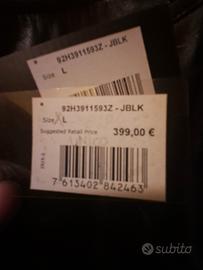 92H3911593Z - JBLK
Size L
92H3911593Z - JBLK
Size L
Suggested Retail Price
399,00 €
7 613402 842463
subito